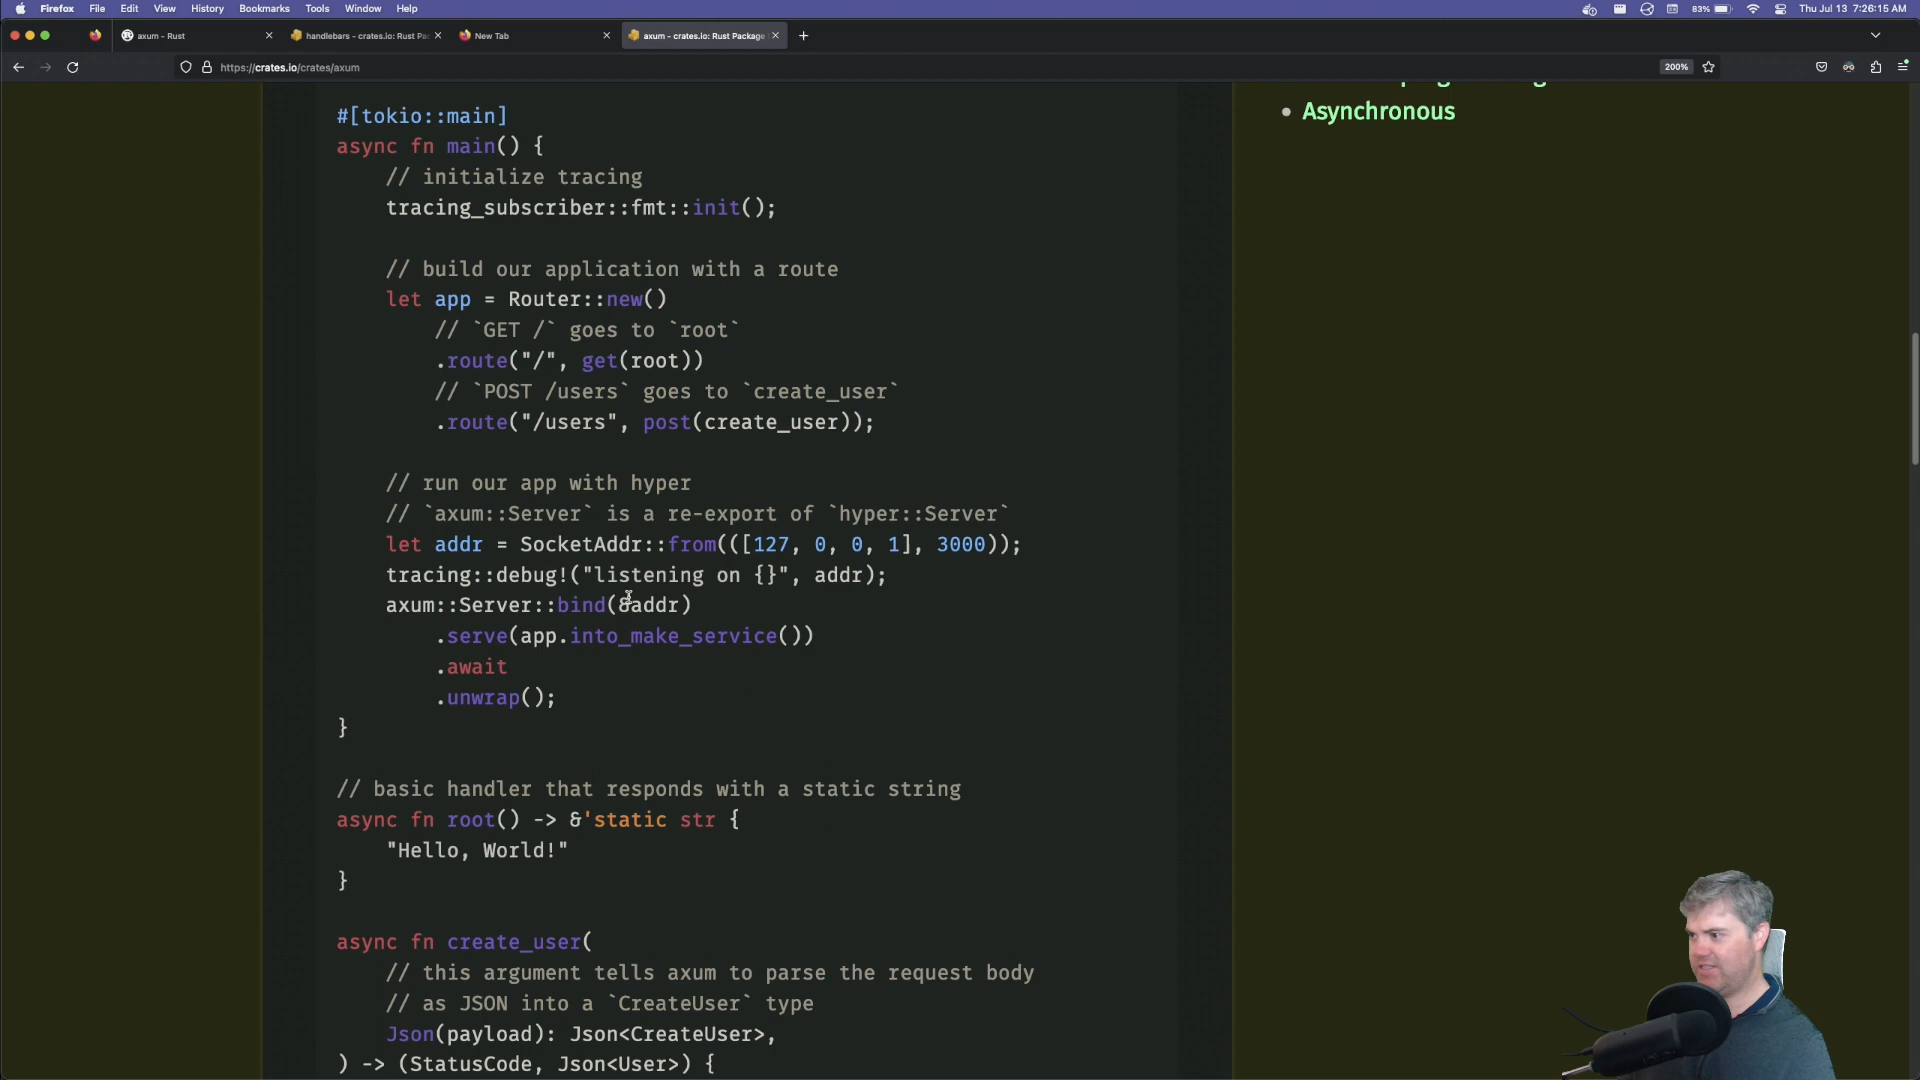 Firefox File Edit View History Bookmarks Tools Window Help 83% Thu Jul 13 7:26:15 AM
axum - Rust handlebars - crates.io: Rust Pac New Tab axum - crates.io: Rust Package
https://crates.io/crates/axum 200%
Asynchronous
#[tokio::main]
async fn main() {
// initialize tracing
tracing_subscriber::fmt::init();
// build our application with a route
let app = Router::new()
// `GET /` goes to `root`
.route("/", get(root))
// `POST /users` goes to `create_user`
.route("/users", post(create_user));
// run our app with hyper
// `axum::Server` is a re-export of `hyper::Server`
let addr = SocketAddr::from(([127, 0, 0, 1], 3000));
tracing::debug!("listening on {}", addr);
axum::Server::bind(&addr)
.serve(app.into_make_service())
.await
.unwrap();
}
// basic handler that responds with a static string
async fn root() -> &'static str {
"Hello, World!"
}
async fn create_user(
// this argument tells axum to parse the request body
// as JSON into a `CreateUser` type
Json(payload): Json<CreateUser>,
) -> (StatusCode, Json<User>) {